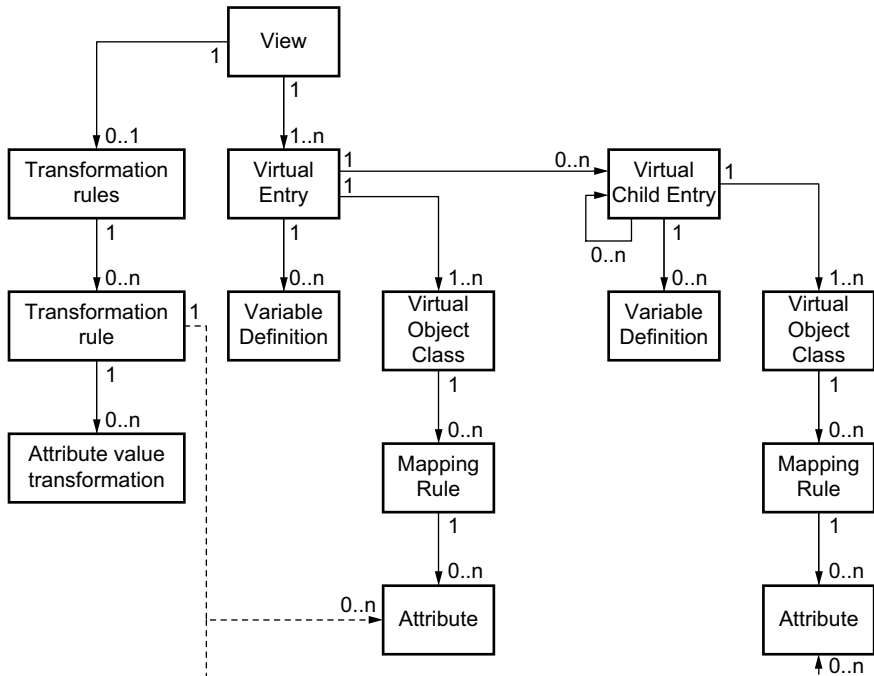 View
1
1
0..1
1..n
Transformation
rules
Virtual
Entry
1
0..n
1
Virtual
Child Entry
1
1
1
0..n
1
0..n
0..n
1..n
0..n
1..n
Transformation
rule
1
Variable
Definition
Virtual
Object
Class
Variable
Definition
Virtual
Object
Class
1
1
1
0..n
0..n
0..n
Attribute value
transformation
Mapping
Rule
Mapping
Rule
1
1
0..n
0..n
0..n
Attribute
Attribute
0..n